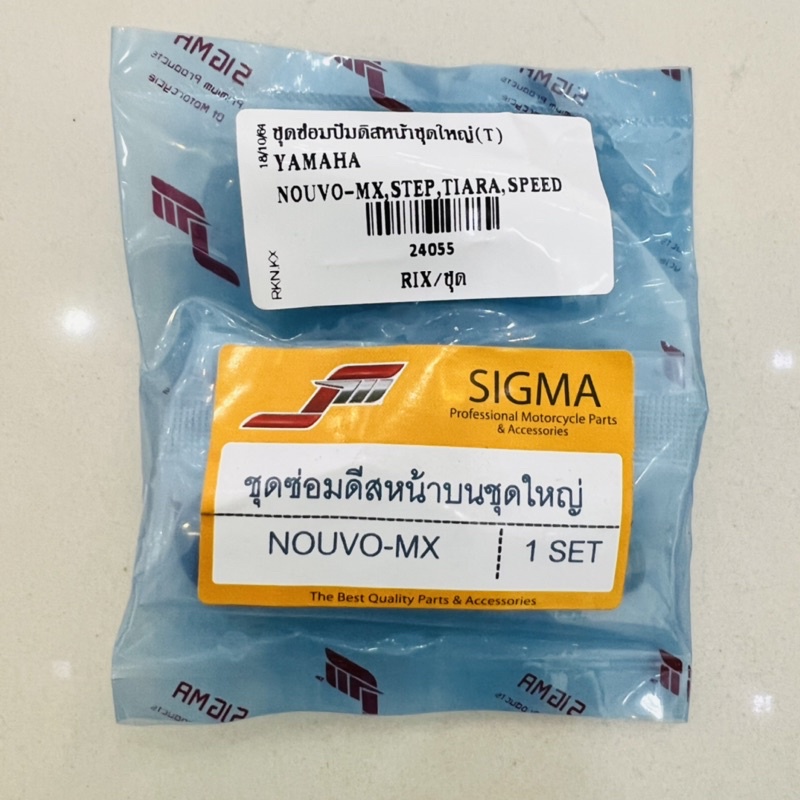 SIGMA
18/10/64
ชุดซ่อมปั๊มดิสหน้าชุดใหญ่(T)
YAMAHA
NOUVO-MX,STEP,TIARA,SPEED
24055
RKN.KX
RIX/ชุด
SIGMA
Professional Motorcycle Parts
& Accessories
ชุดซ่อมดีสหน้าบนชุดใหญ่
NOUVO-MX
1 SET
The Best Quality Parts & Accessories
SIGMA
SIGMA